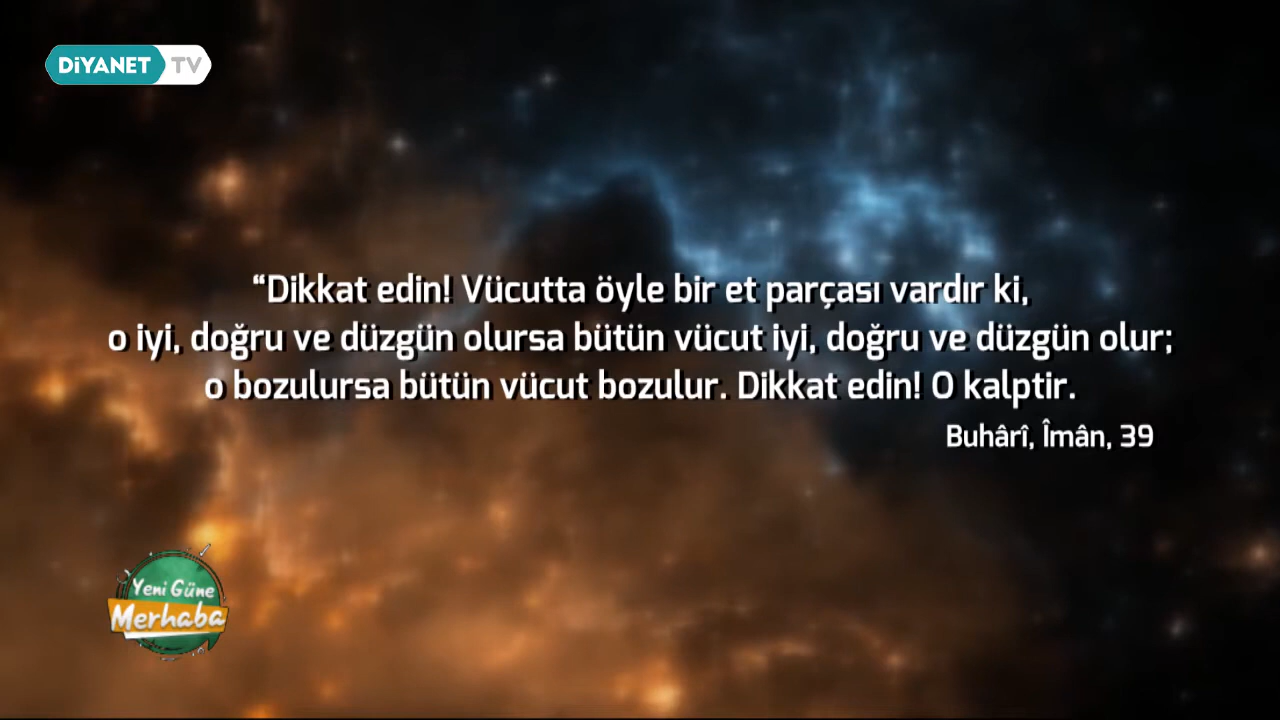 DİYANET TV
“Dikkat edin! Vücutta öyle bir et parçası vardır ki,
o iyi, doğru ve düzgün olursa bütün vücut iyi, doğru ve düzgün olur;
o bozulursa bütün vücut bozulur. Dikkat edin! O kalptir.
Buhârî, Îmân, 39
Yeni Güne
Merhaba